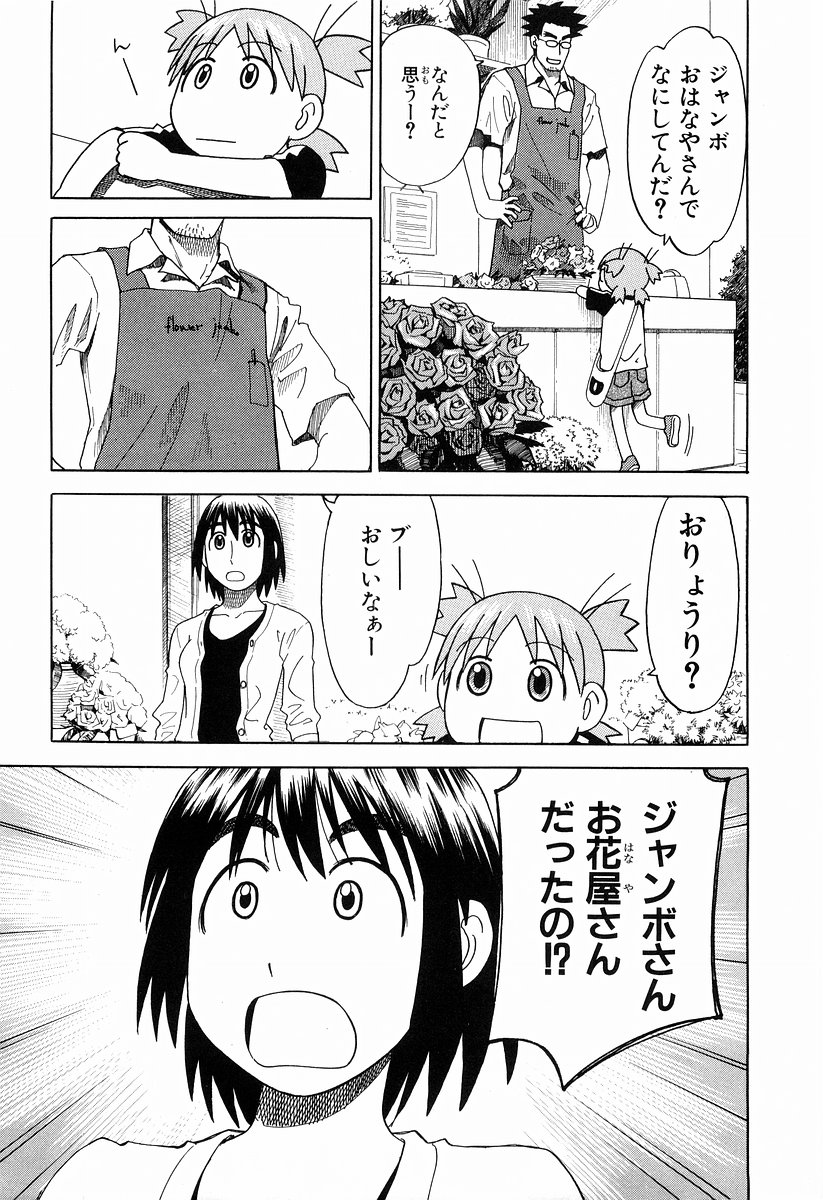 ジャンボ
おはなやさんで
なにしてんだ?
なんだと
思うー?
flower
ん
flower
おりょうり?
ブー
おしいなぁー
ジャンボさん
お花屋さん
だったの!?